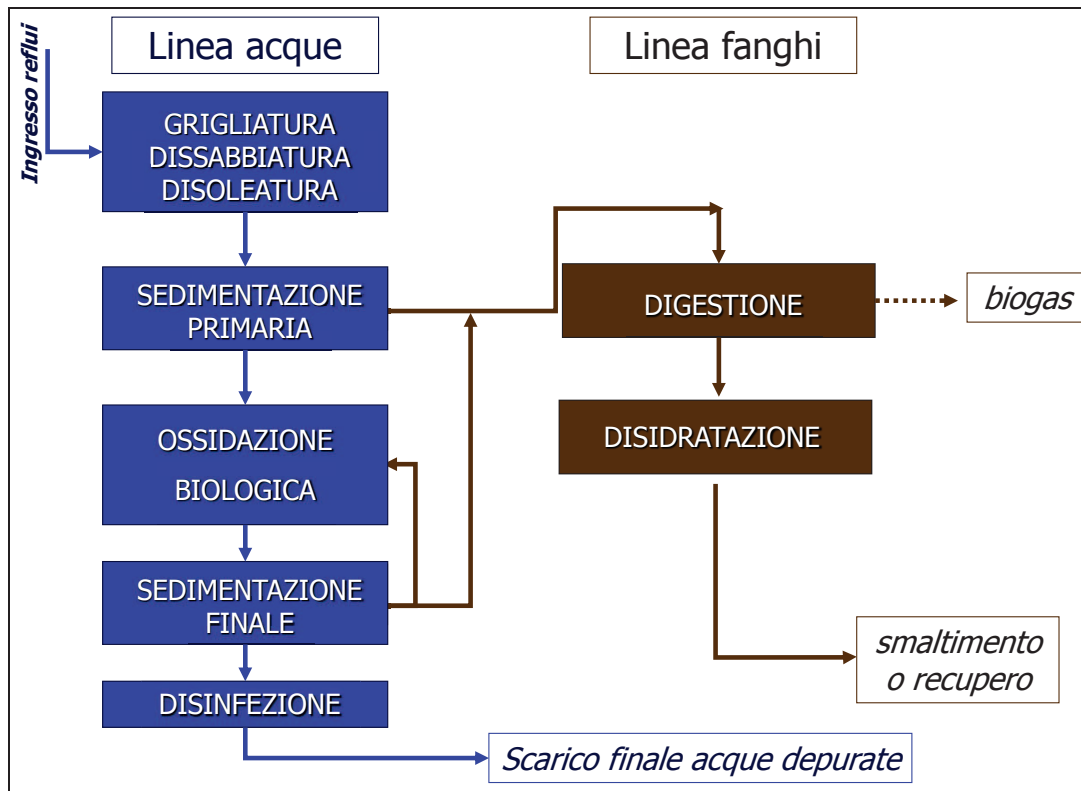 Linea acque
Linea fanghi
Ingresso reflui
GRIGLIATURA
DISSABBIATURA
DISOLEATURA
SEDIMENTAZIONE
PRIMARIA
DIGESTIONE
biogas
OSSIDAZIONE
BIOLOGICA
DISIDRATAZIONE
SEDIMENTAZIONE
FINALE
smaltimento
o recupero
DISINFEZIONE
Scarico finale acque depurate